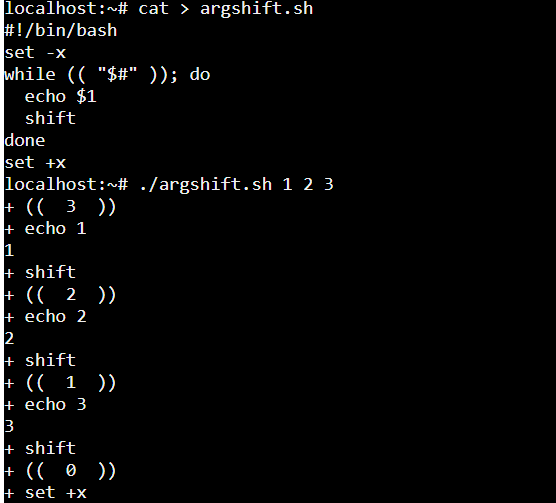 localhost:~# cat > argshift.sh
#!/bin/bash
set -x
while (( "$#" )); do
  echo $1
  shift
done
set +x
localhost:~# ./argshift.sh 1 2 3
+ ((  3  ))
+ echo 1
1
+ shift
+ ((  2  ))
+ echo 2
2
+ shift
+ ((  1  ))
+ echo 3
3
+ shift
+ ((  0  ))
+ set +x